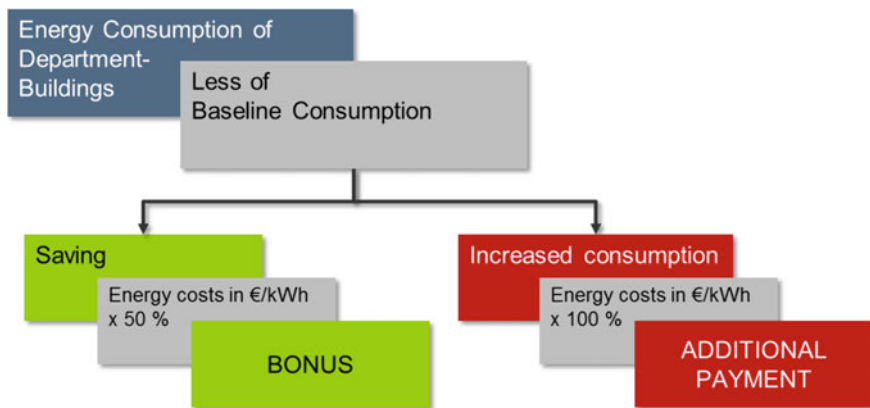 Energy Consumption of
Department-
Buildings
Less of
Baseline Consumption
Saving
Energy costs in €/kWh
x 50 %
BONUS
Increased consumption
Energy costs in €/kWh
x 100 %
ADDITIONAL
PAYMENT